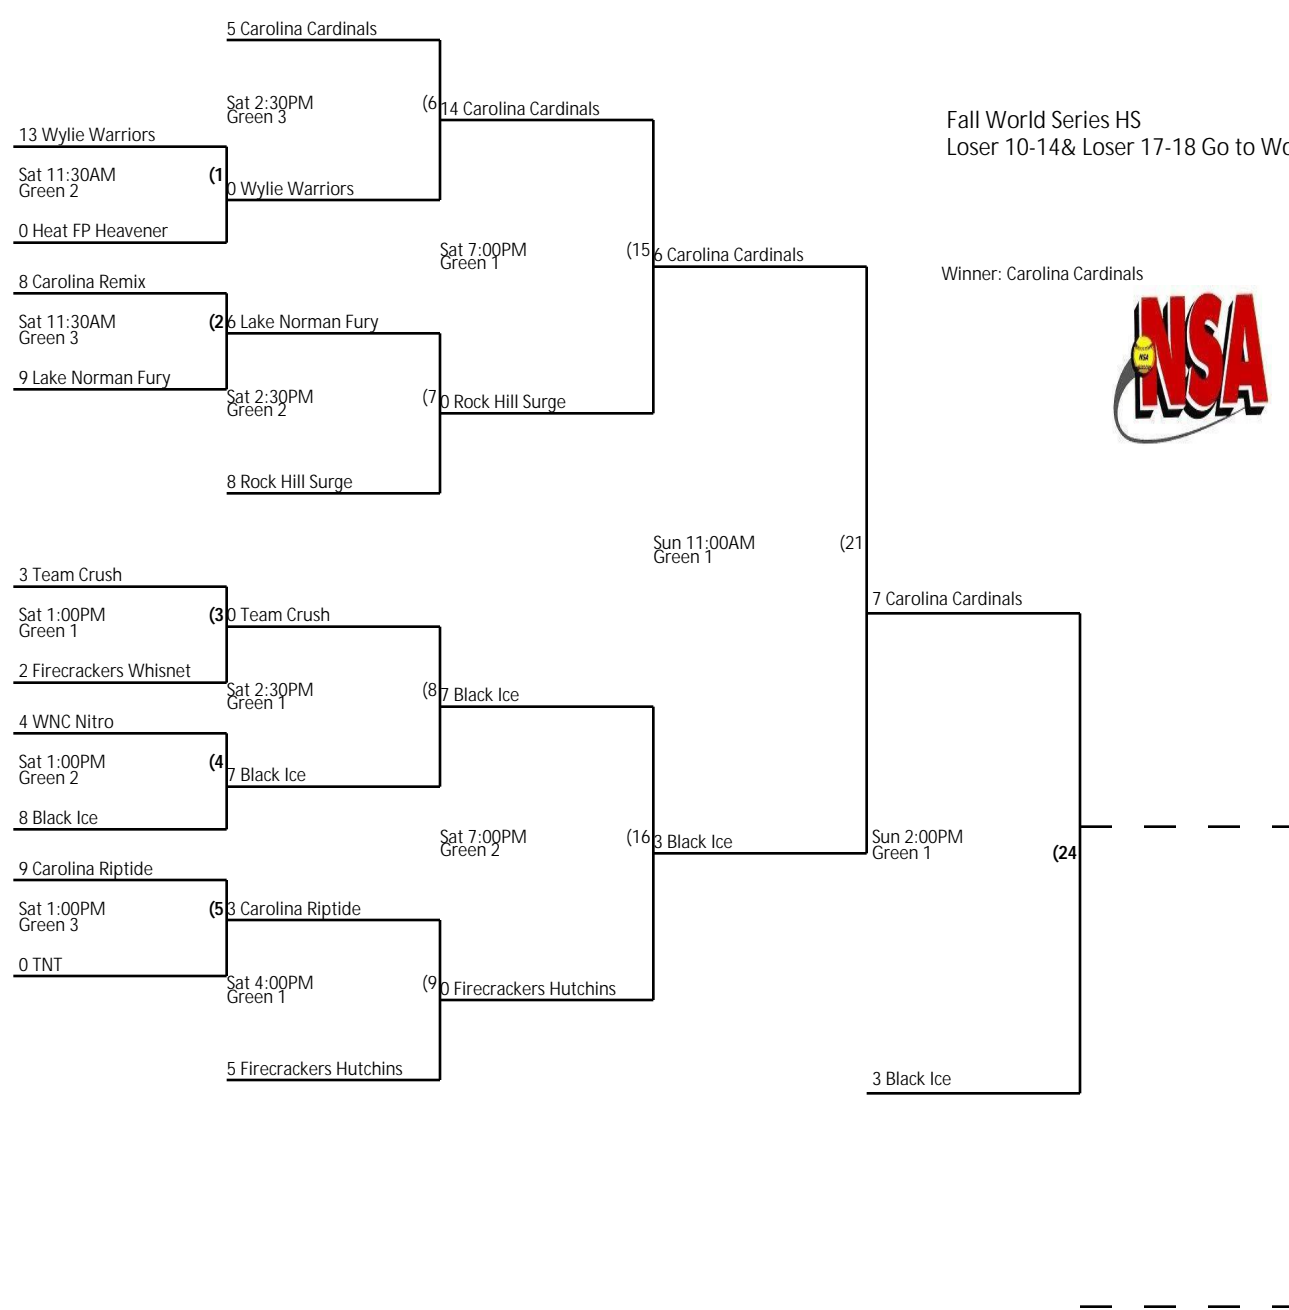 5 Carolina Cardinals
Sat 2:30PM
Green 3
(6
14 Carolina Cardinals
Fall World Series HS
Loser 10-14& Loser 17-18 Go to Wo
13 Wylie Warriors
Sat 11:30AM
Green 2
(1
0 Wylie Warriors
0 Heat FP Heavener
Sat 7:00PM
Green 1
(15
6 Carolina Cardinals
Winner: Carolina Cardinals
NSA
NSA
8 Carolina Remix
Sat 11:30AM
Green 3
(2
6 Lake Norman Fury
9 Lake Norman Fury
Sat 2:30PM
Green 2
(7
0 Rock Hill Surge
8 Rock Hill Surge
Sun 11:00AM
Green 1
(21
3 Team Crush
Sat 1:00PM
Green 1
(3
0 Team Crush
7 Carolina Cardinals
2 Firecrackers Whisnet
Sat 2:30PM
Green 1
(8
7 Black Ice
4 WNC Nitro
Sat 1:00PM
Green 2
(4
7 Black Ice
8 Black Ice
Sat 7:00PM
Green 2
(16
3 Black Ice
Sun 2:00PM
Green 1
(24
9 Carolina Riptide
Sat 1:00PM
Green 3
(5
3 Carolina Riptide
0 TNT
Sat 4:00PM
Green 1
(9
0 Firecrackers Hutchins
5 Firecrackers Hutchins
3 Black Ice